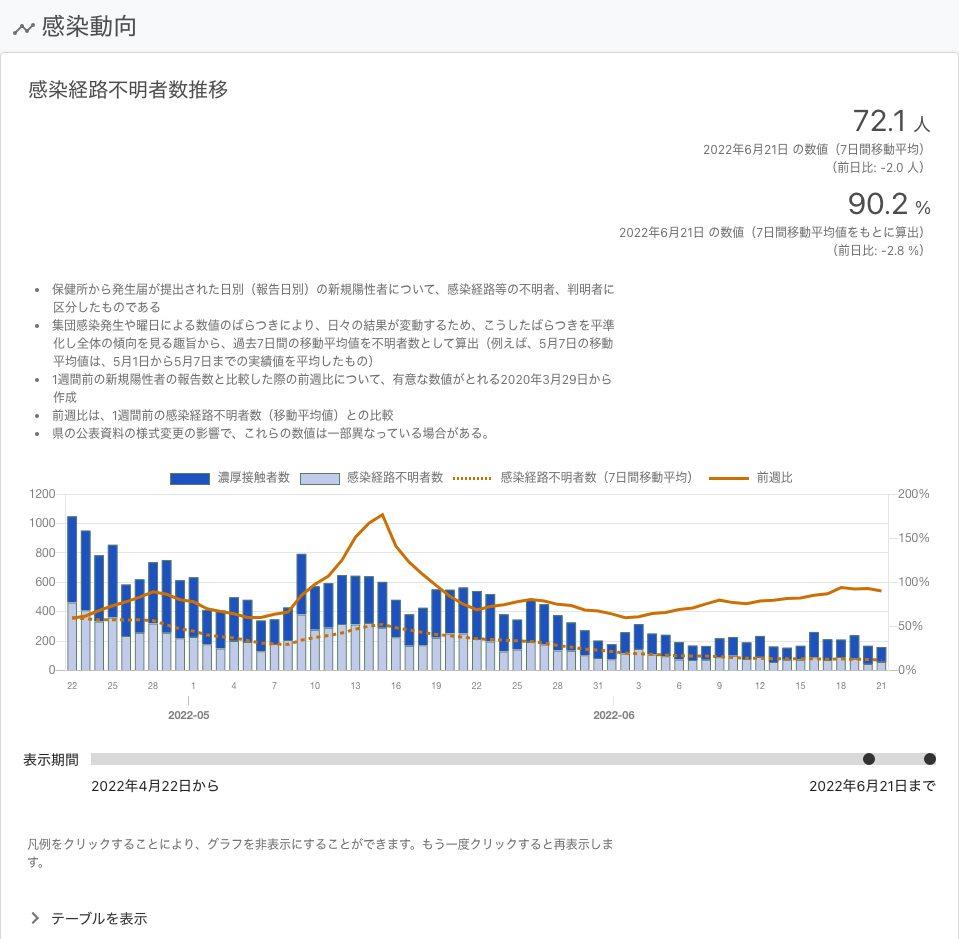 感染動向
感染経路不明者数推移
72.1 人
2022年6月21日 の数値（7日間移動平均）
（前日比: -2.0 人）
90.2 %
2022年6月21日 の数値（7日間移動平均値をもとに算出）
（前日比: -2.8 %）
• 保健所から発生届が提出された日別（報告日別）の新規陽性者について、感染経路等の不明者、判明者に
区分したものである
• 集団感染発生や曜日による数値のばらつきにより、日々の結果が変動するため、こうしたばらつきを平準
化し全体の傾向を見る趣旨から、過去7日間の移動平均値を不明者数として算出（例えば、5月7日の移動
平均値は、5月1日から5月7日までの実績値を平均したもの）
• 1週間前の新規陽性者の報告数と比較した際の前週比について、有意な数値がとれる2020年3月29日から
作成
• 前週比は、1週間前の感染経路不明者数（移動平均値）との比較
• 県の公表資料の様式変更の影響で、これらの数値は一部異なっている場合がある。
濃厚接触者数 感染経路不明者数 感染経路不明者数（7日間移動平均） 前週比
1200 200%
1000
800 150%
600 100%
400
200 50%
0 0%
22 25 28 1 4 7 10 13 16 19 22 25 28 31 3 6 9 12 15 18 21
2022-05 2022-06
表示期間
2022年4月22日から 2022年6月21日まで
凡例をクリックすることにより、グラフを非表示にすることができます。もう一度クリックすると再表示しま
す。
テーブルを表示